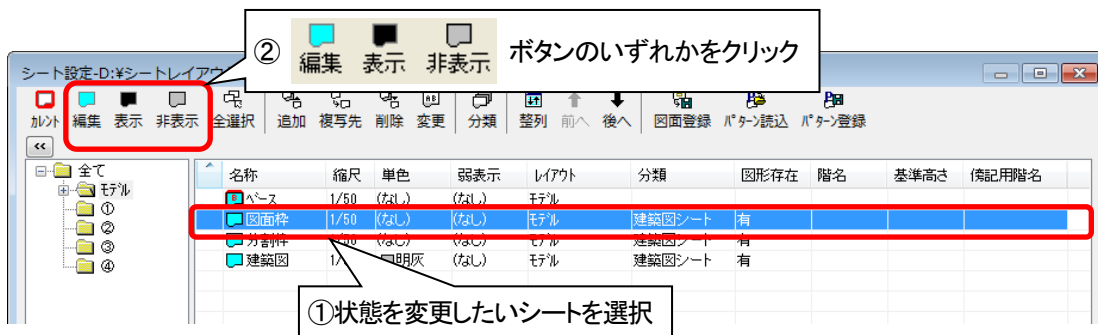 ② 編集 表示 非表示 ボタンのいずれかをクリック
シート設定-D:¥シートレイア
カレント 編集 表示 非表示 全選択 追加 複写先 削除 変更 分類 整列 前へ 後へ 図面登録 パターン読込 パターン登録
<<
全て
モデル
①
②
③
④
名称 縮尺 単色 弱表示 レイアウト 分類 図形存在 階名 基準高さ 傍記用階名
ベース 1/50 (なし) (なし) モデル
図面枠 1/50 (なし) (なし) モデル 建築図シート 有
分割枠 1/50 (なし) (なし) モデル 建築図シート 有
建築図 1/ 明灰 (なし) モデル 建築図シート 有
①状態を変更したいシートを選択